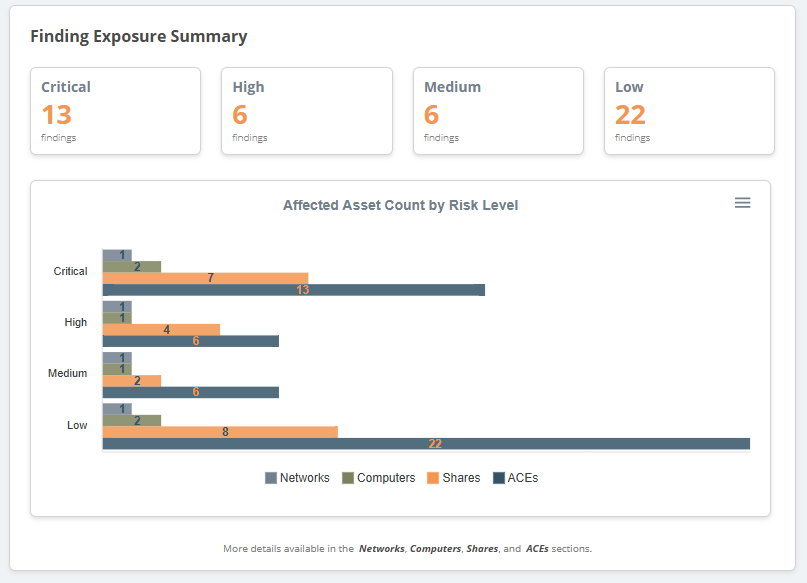 Finding Exposure Summary
Critical
13
findings
High
6
findings
Medium
6
findings
Low
22
findings
Affected Asset Count by Risk Level
Critical
1
2
7
13
High
1
1
4
6
Medium
1
1
2
6
Low
1
2
8
22
Networks Computers Shares ACEs
More details available in the Networks, Computers, Shares, and ACEs sections.